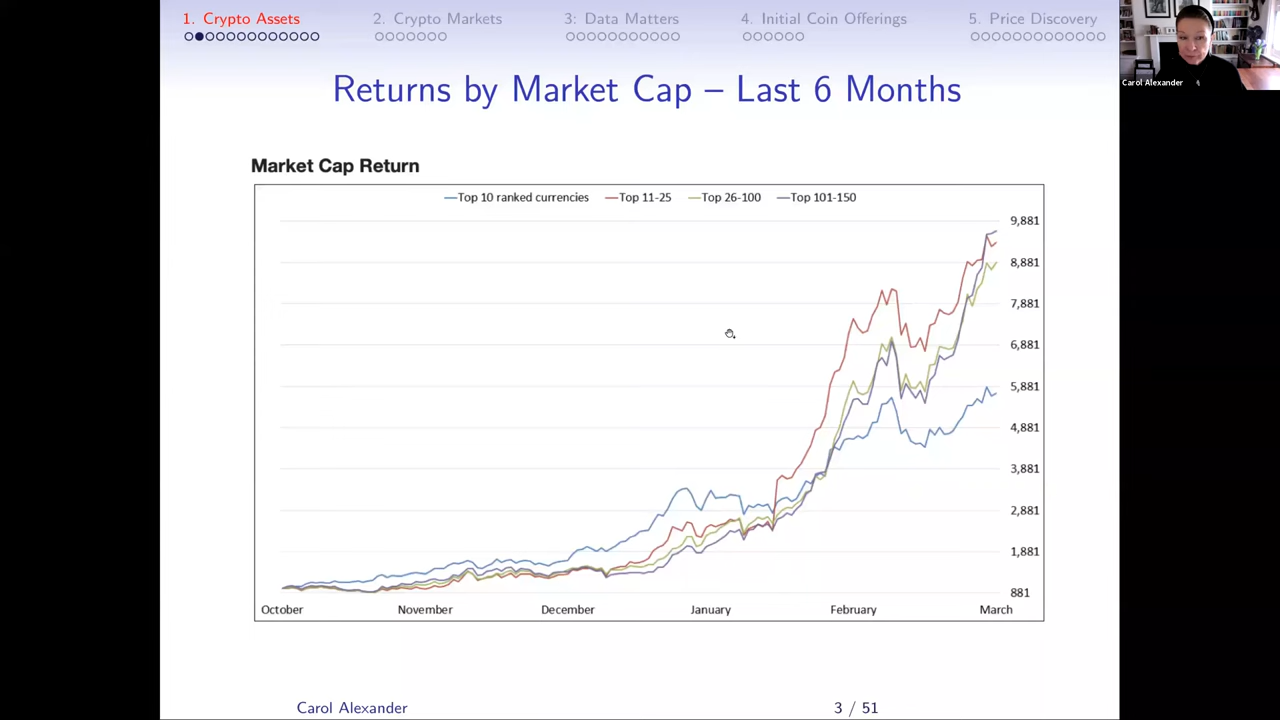 1. Crypto Assets 2. Crypto Markets 3: Data Matters 4. Initial Coin Offerings 5. Price Discovery
Carol Alexander
Returns by Market Cap – Last 6 Months
Market Cap Return
Top 10 ranked currencies Top 11-25 Top 26-100 Top 101-150
9,881
8,881
7,881
6,881
5,881
4,881
3,881
2,881
1,881
881
October November December January February March
Carol Alexander 3 / 51